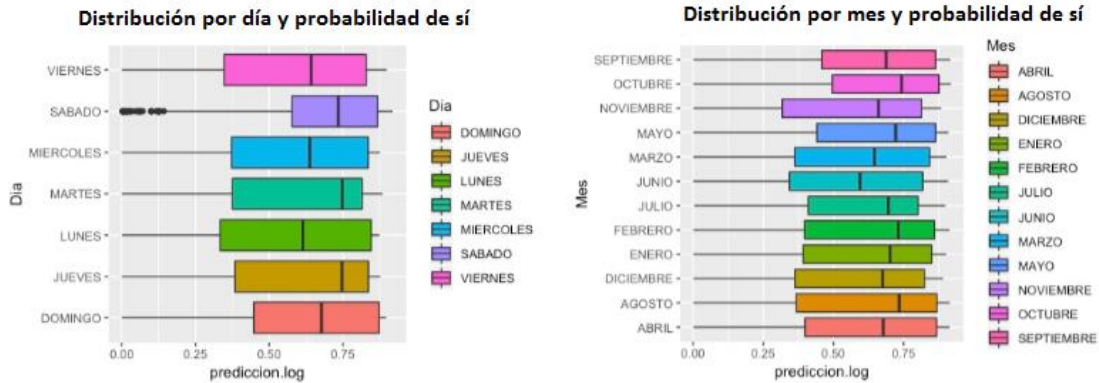 Distribución por día y probabilidad de sí
VIERNES
SABADO
MIERCOLES
MARTES
LUNES
JUEVES
DOMINGO
Dia
0.00 0.25 0.50 0.75
prediccion.log
Dia
DOMINGO
JUEVES
LUNES
MARTES
MIERCOLES
SABADO
VIERNES
Distribución por mes y probabilidad de sí
SEPTIEMBRE
OCTUBRE
NOVIEMBRE
MAYO
MARZO
JUNIO
JULIO
FEBRERO
ENERO
DICIEMBRE
AGOSTO
ABRIL
Mes
0.00 0.25 0.50 0.75
prediccion.log
Mes
ABRIL
AGOSTO
DICIEMBRE
ENERO
FEBRERO
JULIO
JUNIO
MARZO
MAYO
NOVIEMBRE
OCTUBRE
SEPTIEMBRE